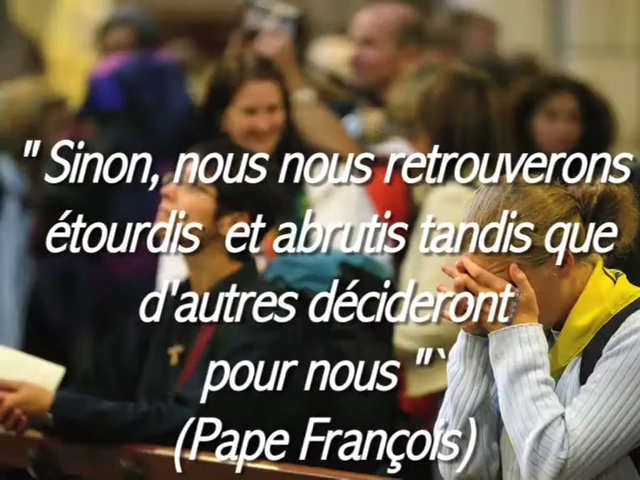 " Sinon, nous nous retrouverons
étourdis et abrutis tandis que
d'autres décideront
pour nous "`
(Pape François)